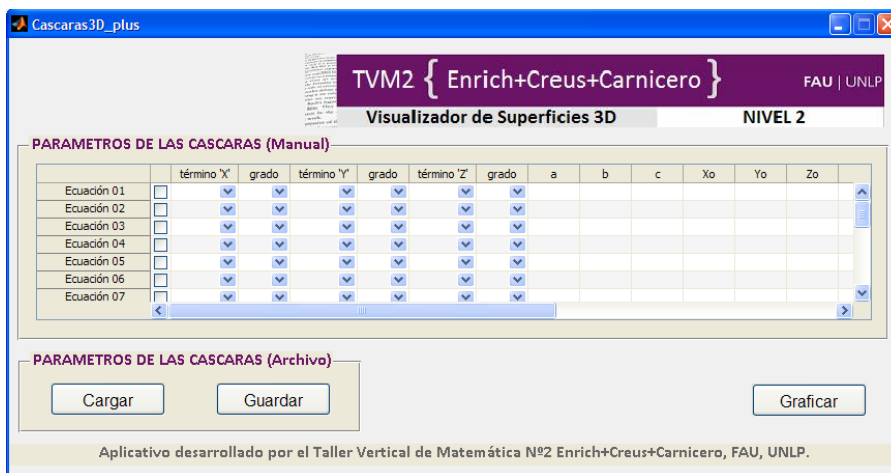 Cascaras3D_plus
TVM2 { Enrich+Creus+Carnicero } FAU | UNLP
Visualizador de Superficies 3D NIVEL 2
PARAMETROS DE LAS CASCARAS (Manual)
término 'X' grado término 'Y' grado término 'Z' grado a b c Xo Yo Zo
Ecuación 01
Ecuación 02
Ecuación 03
Ecuación 04
Ecuación 05
Ecuación 06
Ecuación 07
PARAMETROS DE LAS CASCARAS (Archivo)
Cargar Guardar Graficar
Aplicativo desarrollado por el Taller Vertical de Matemática Nº2 Enrich+Creus+Carnicero, FAU, UNLP.